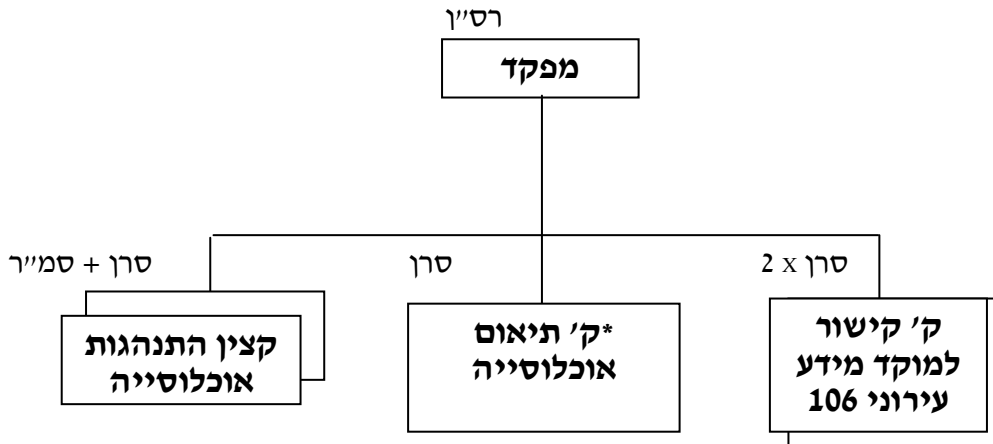 רס״ן
מפקד
סרן x 2
סרן
סרן + סמ״ר
ק׳ קישור
למוקד מידע
עירוני 106
*ק׳ תיאום
אוכלוסייה
קצין התנהגות
אוכלוסייה